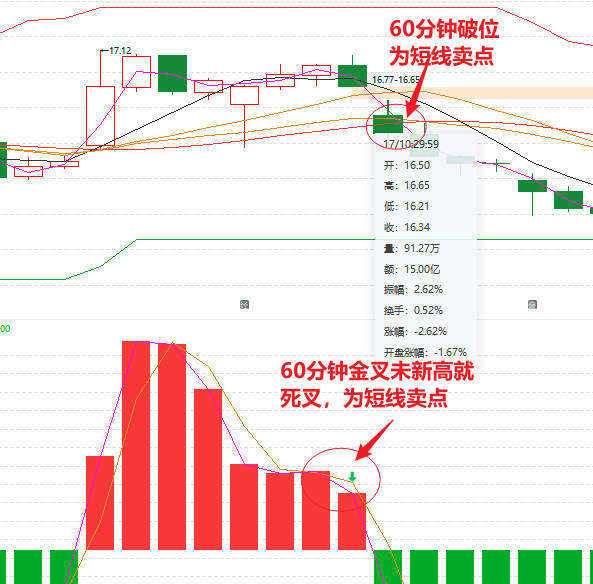 60分钟破位
为短线卖点
17.12
16.77-16.65
17/10:29:59
开: 16.50
高: 16.65
低: 16.21
收: 16.34
量: 91.27万
额: 15.00亿
振幅: 2.62%
换手: 0.52%
涨幅: -2.62%
开盘涨幅: -1.67%
00
60分钟金叉未新高就
死叉，为短线卖点